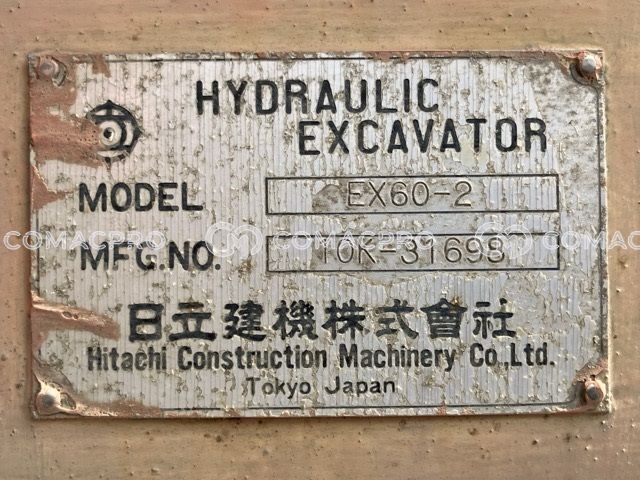 HYDRAULIC
EXCAVATOR
MODEL EX60-2
MFG.NO. 10K-31698
COMACPRO COMACPRO COMACPRO
日立建機株式會社
Hitachi Construction Machinery Co.,Ltd.
Tokyo Japan